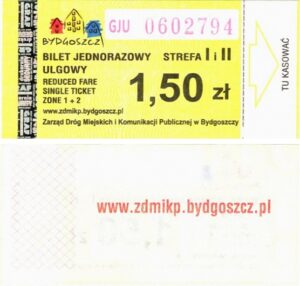 GJU 0602794
BYDGOSZCZ
BILET JEDNORAZOWY STREFA I i II
ULGOWY
REDUCED FARE
SINGLE TICKET
ZONE 1 + 2
1,50 zł
www.zdmikp.bydgoszcz.pl
Zarząd Dróg Miejskich i Komunikacji Publicznej w Bydgoszczy
TU KASOWAĆ
www.zdmikp.bydgoszcz.pl